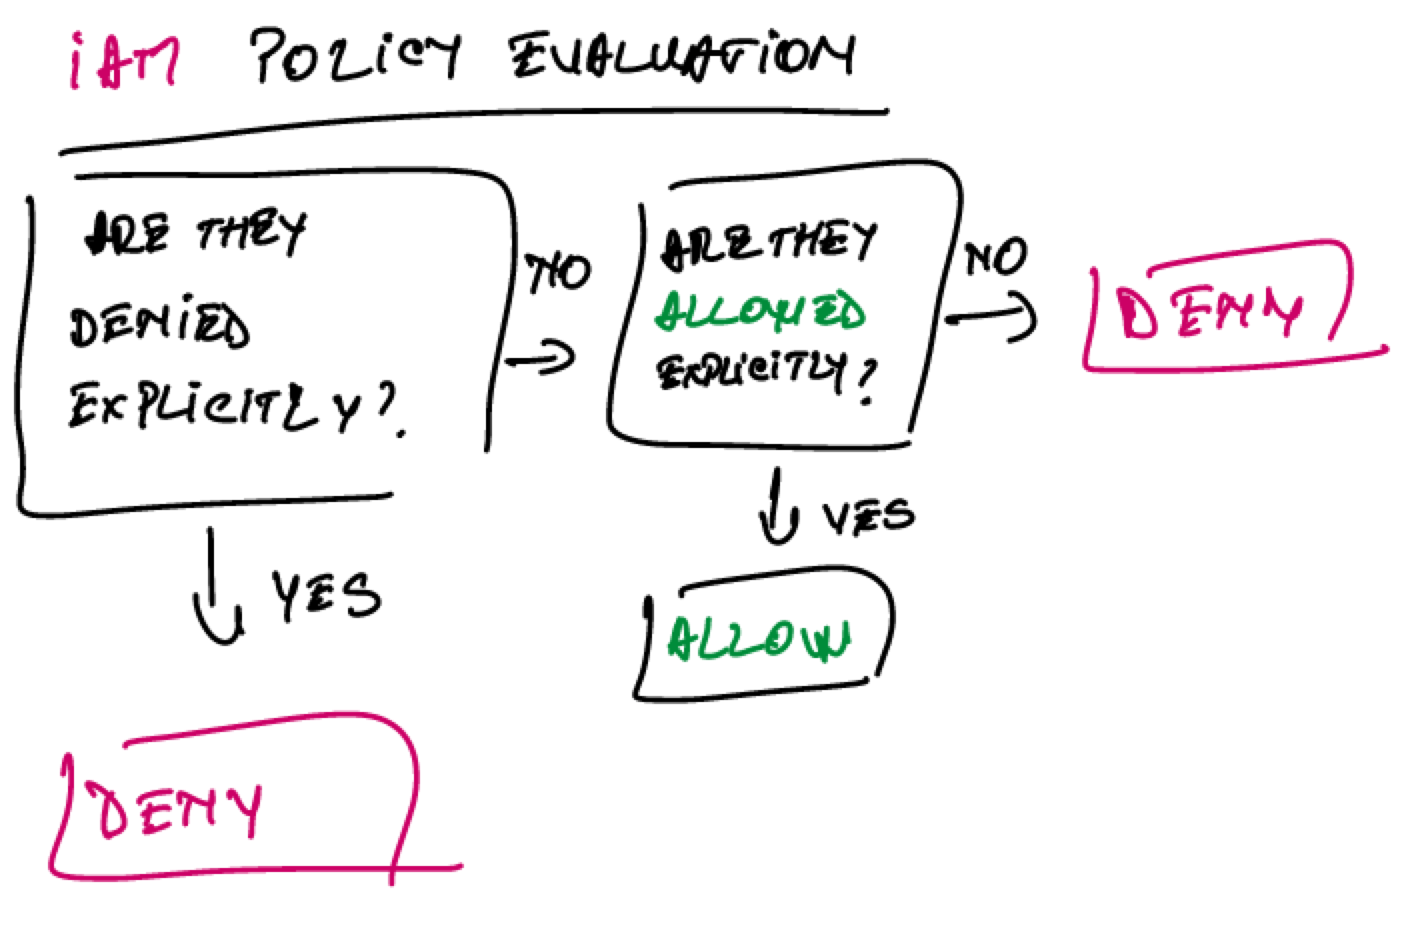 iAM POLiCY EVALUATiON
ARE THEY
DENiED
EXPLiCiTLY?
NO
ARE THEY
ALLOWED
EXPLiCiTLY?
NO
DENY
YES
YES
ALLOW
DENY